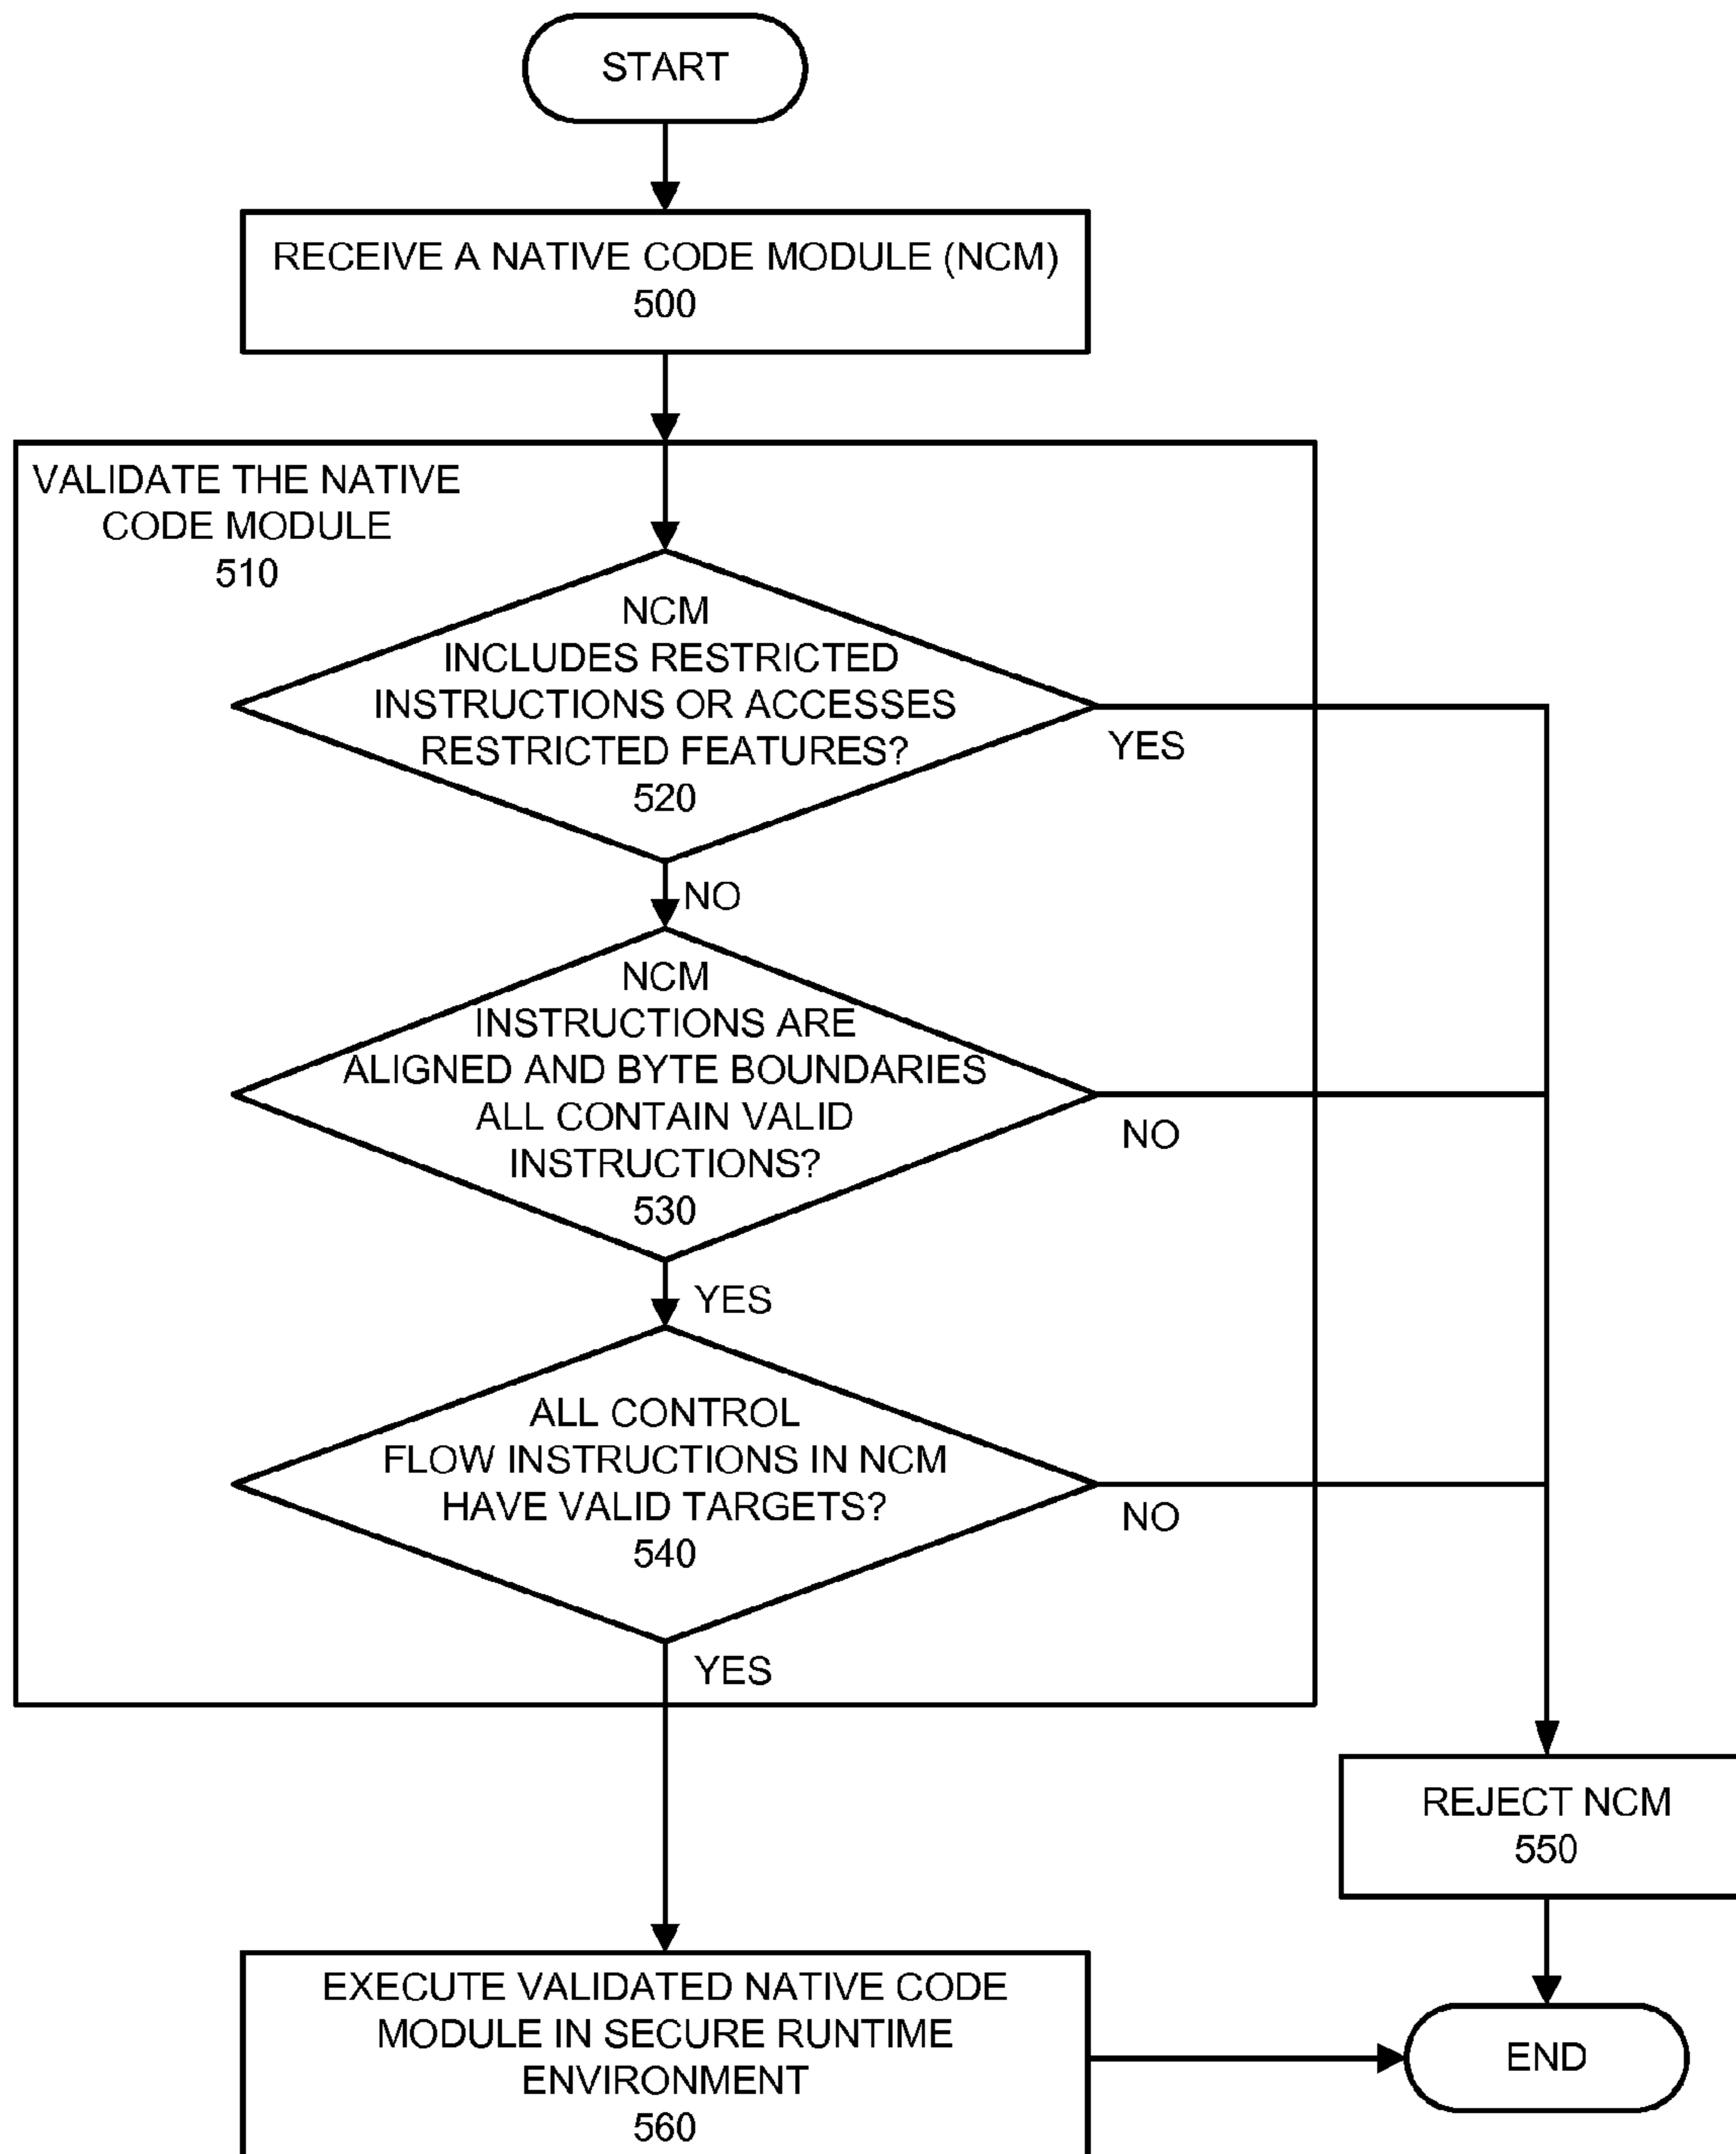 START
RECEIVE A NATIVE CODE MODULE (NCM)
500
VALIDATE THE NATIVE
CODE MODULE
510
NCM
INCLUDES RESTRICTED
INSTRUCTIONS OR ACCESSES
RESTRICTED FEATURES?
520
YES
NO
NCM
INSTRUCTIONS ARE
ALIGNED AND BYTE BOUNDARIES
ALL CONTAIN VALID
INSTRUCTIONS?
530
NO
YES
ALL CONTROL
FLOW INSTRUCTIONS IN NCM
HAVE VALID TARGETS?
540
NO
YES
REJECT NCM
550
EXECUTE VALIDATED NATIVE CODE
MODULE IN SECURE RUNTIME
ENVIRONMENT
560
END